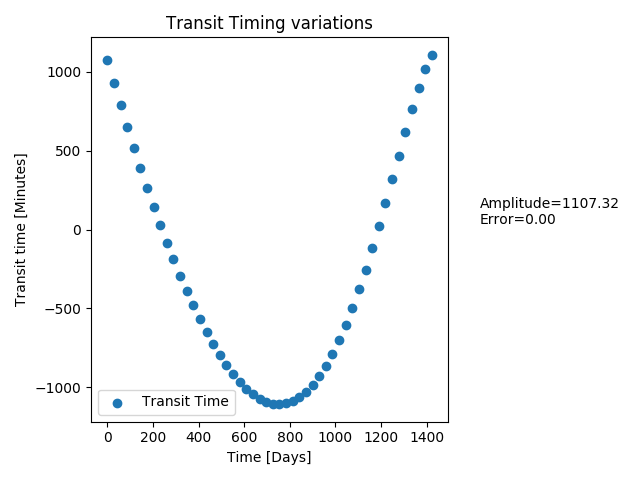 Transit Timing variations
1000
500
0
−500
−1000
Transit time [Minutes]
Transit Time
0 200 400 600 800 1000 1200 1400
Time [Days]
Amplitude=1107.32
Error=0.00